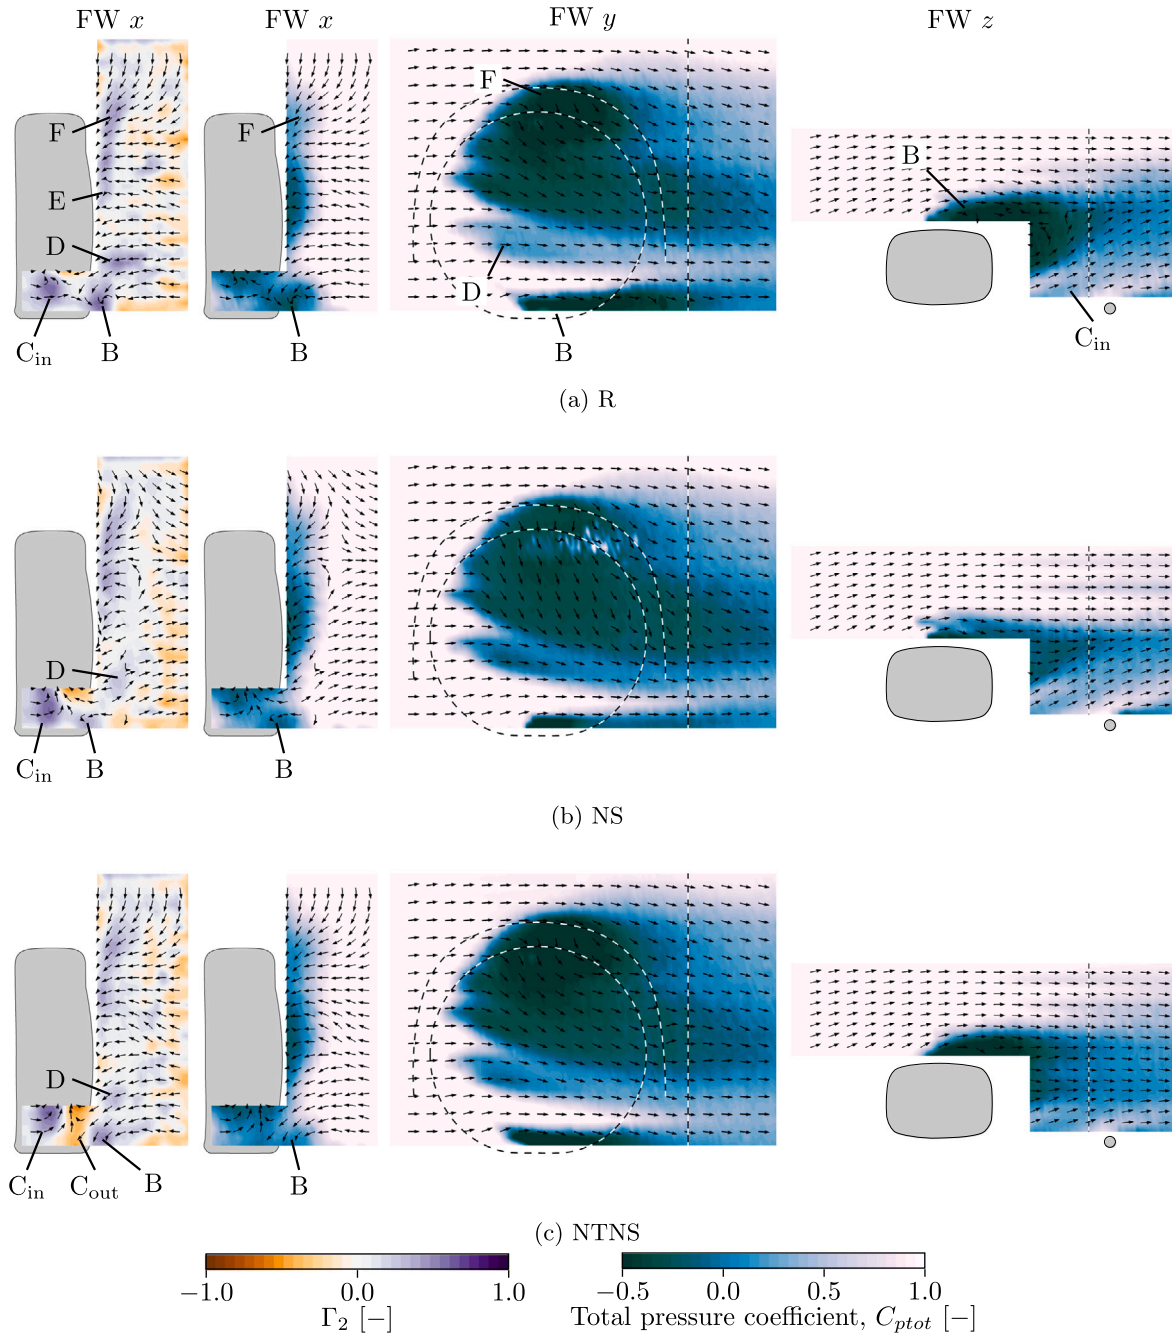 FW x FW x FW y FW z
F F F B
E
D D
C_in B B B C_in
(a) R
D
C_in B B
(b) NS
D
C_in C_out B B
(c) NTNS
−1.0 0.0 1.0 −0.5 0.0 0.5 1.0
Γ₂ [−] Total pressure coefficient, C_ptot [−]